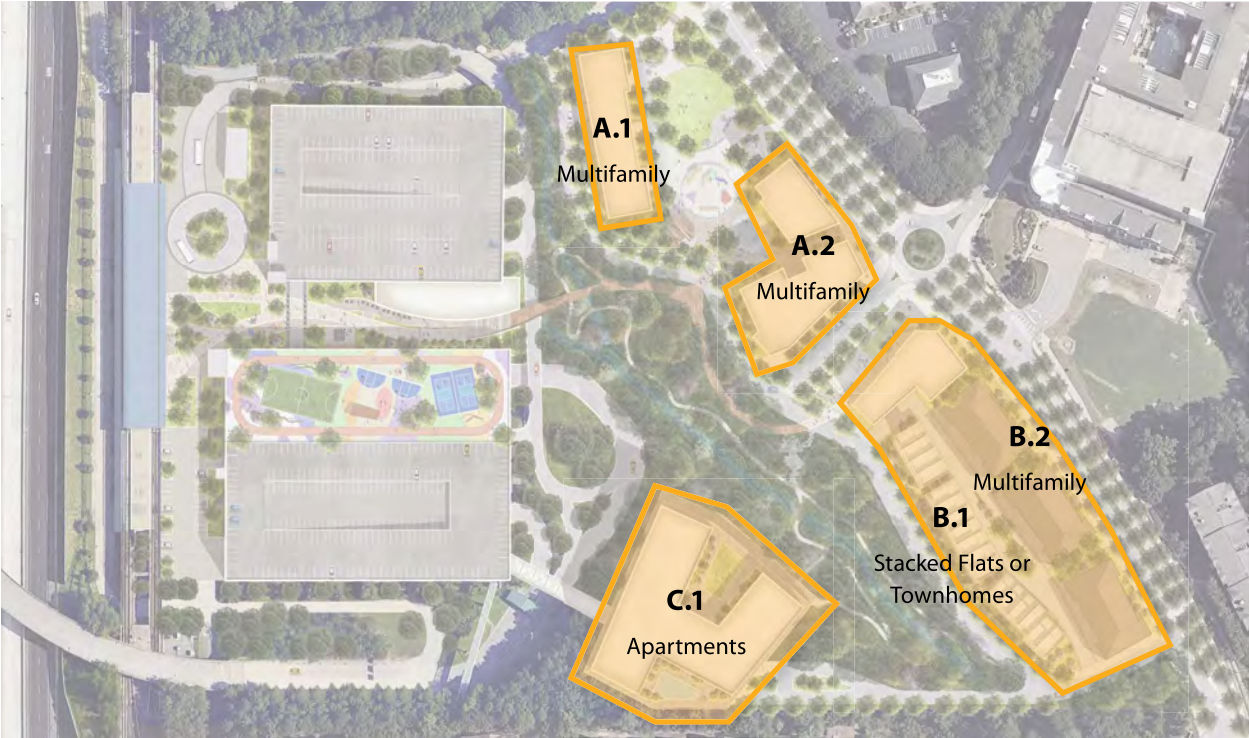 A.1
Multifamily
A.2
Multifamily
B.2
Multifamily
B.1
Stacked Flats or
Townhomes
C.1
Apartments